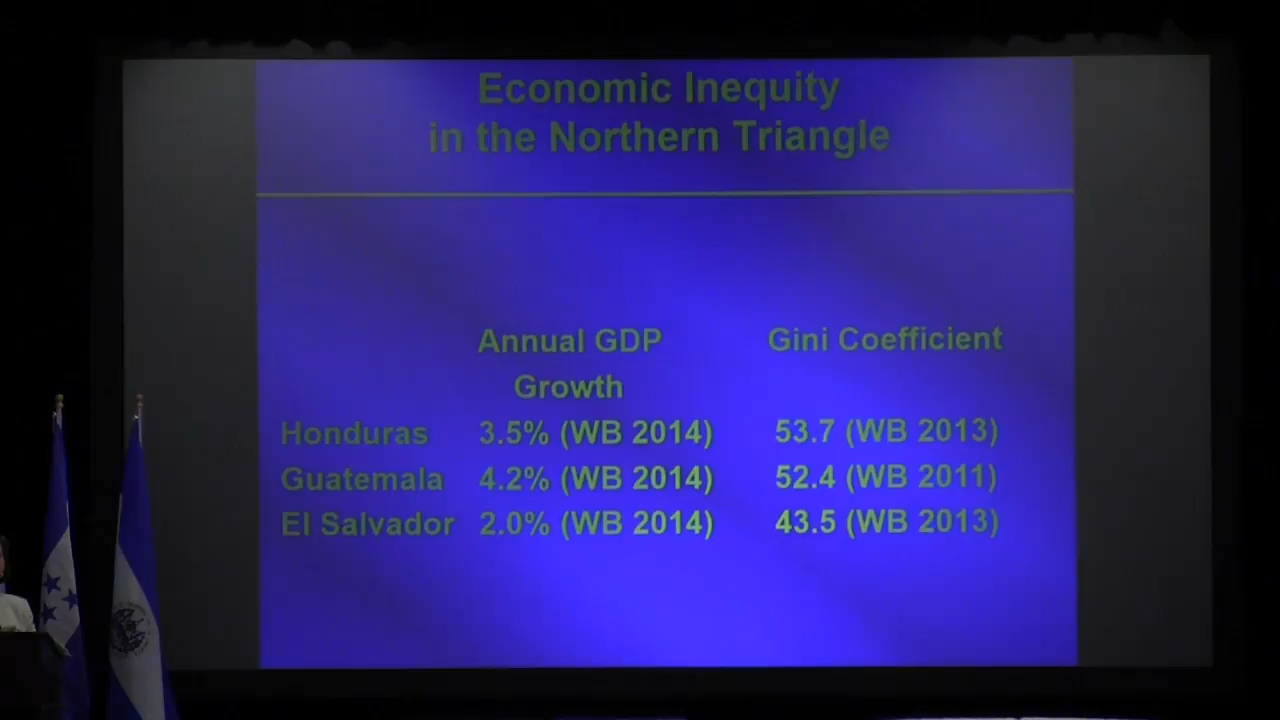 Economic Inequity
in the Northern Triangle
Annual GDP Growth Gini Coefficient
Honduras 3.5% (WB 2014) 53.7 (WB 2013)
Guatemala 4.2% (WB 2014) 52.4 (WB 2011)
El Salvador 2.0% (WB 2014) 43.5 (WB 2013)